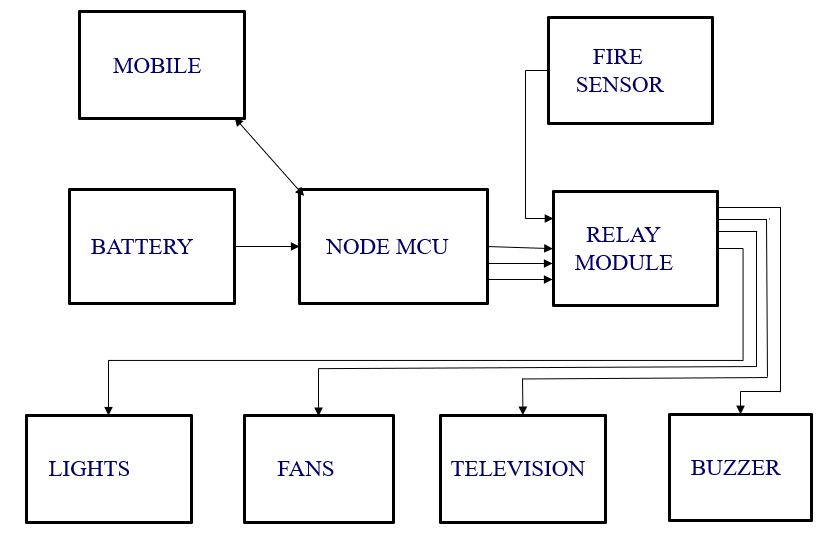 MOBILE
FIRE
SENSOR
BATTERY
NODE MCU
RELAY
MODULE
LIGHTS
FANS
TELEVISION
BUZZER